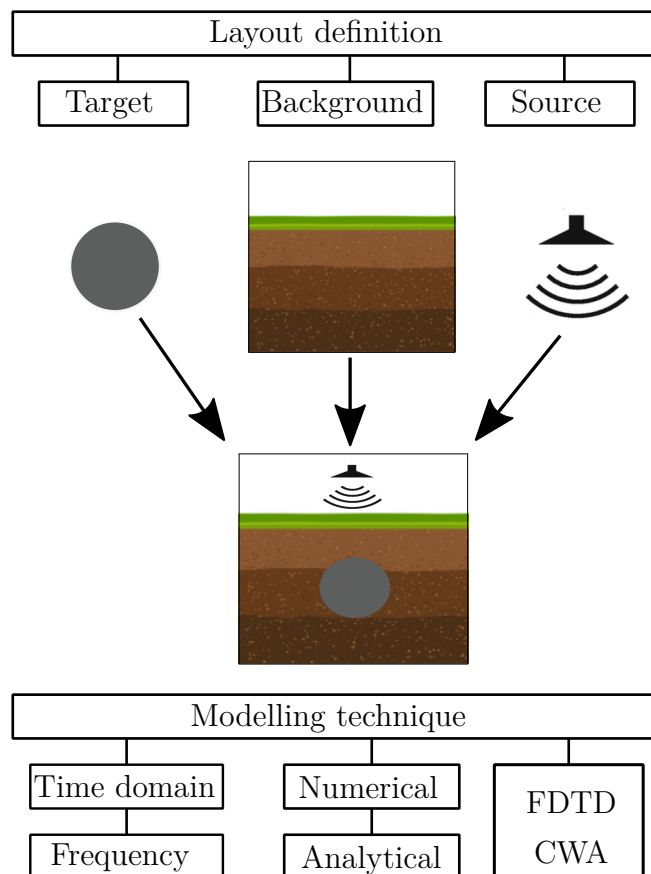 Layout definition
Target
Background
Source
Modelling technique
Time domain
Numerical
FDTD
Frequency
Analytical
CWA